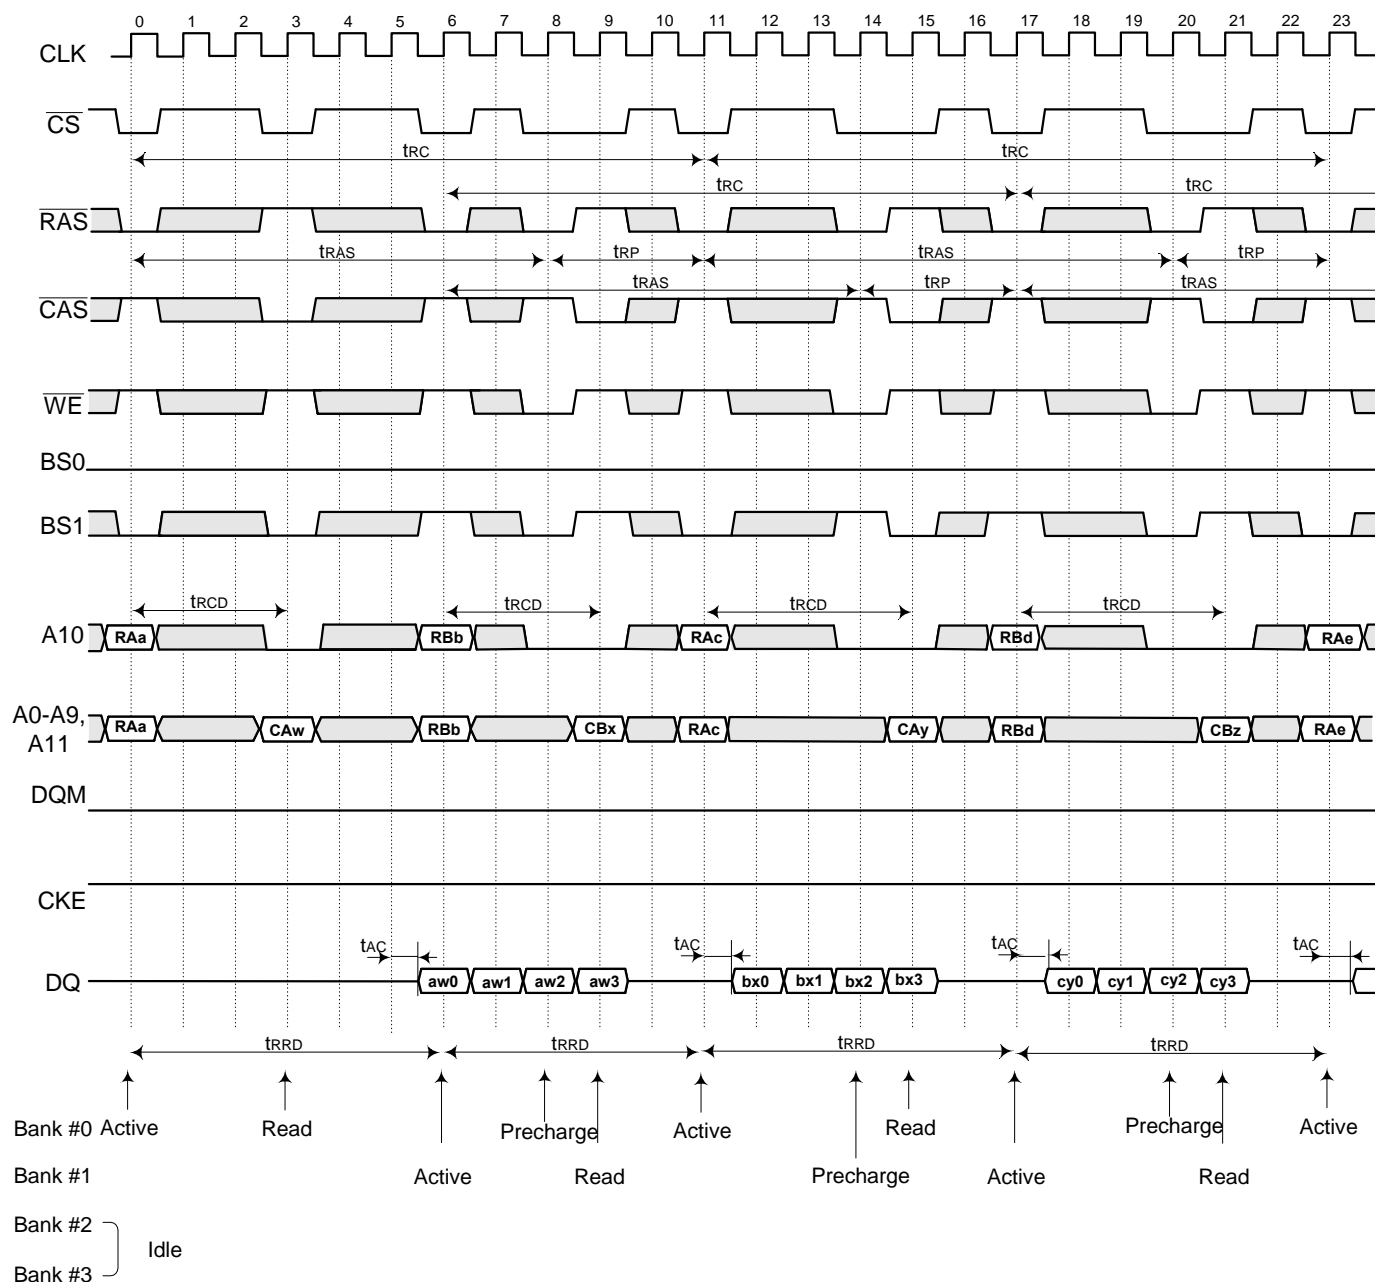 0 1 2 3 4 5 6 7 8 9 10 11 12 13 14 15 16 17 18 19 20 21 22 23
CLK
CS
tRC tRC
tRC tRC
RAS
tRAS tRP tRAS tRP
tRAS tRP tRAS
CAS
WE
BS0
BS1
tRCD tRCD tRCD tRCD
A10 RAa RBb RAc RBd RAe
A0-A9,
A11 RAa CAw RBb CBx RAc CAy RBd CBz RAe
DQM
CKE
tAC tAC tAC tAC
DQ aw0 aw1 aw2 aw3 bx0 bx1 bx2 bx3 cy0 cy1 cy2 cy3
tRRD tRRD tRRD tRRD
Bank #0 Active Read Precharge Active Read Precharge Active
Bank #1 Active Read Precharge Active Read
Bank #2
Idle
Bank #3